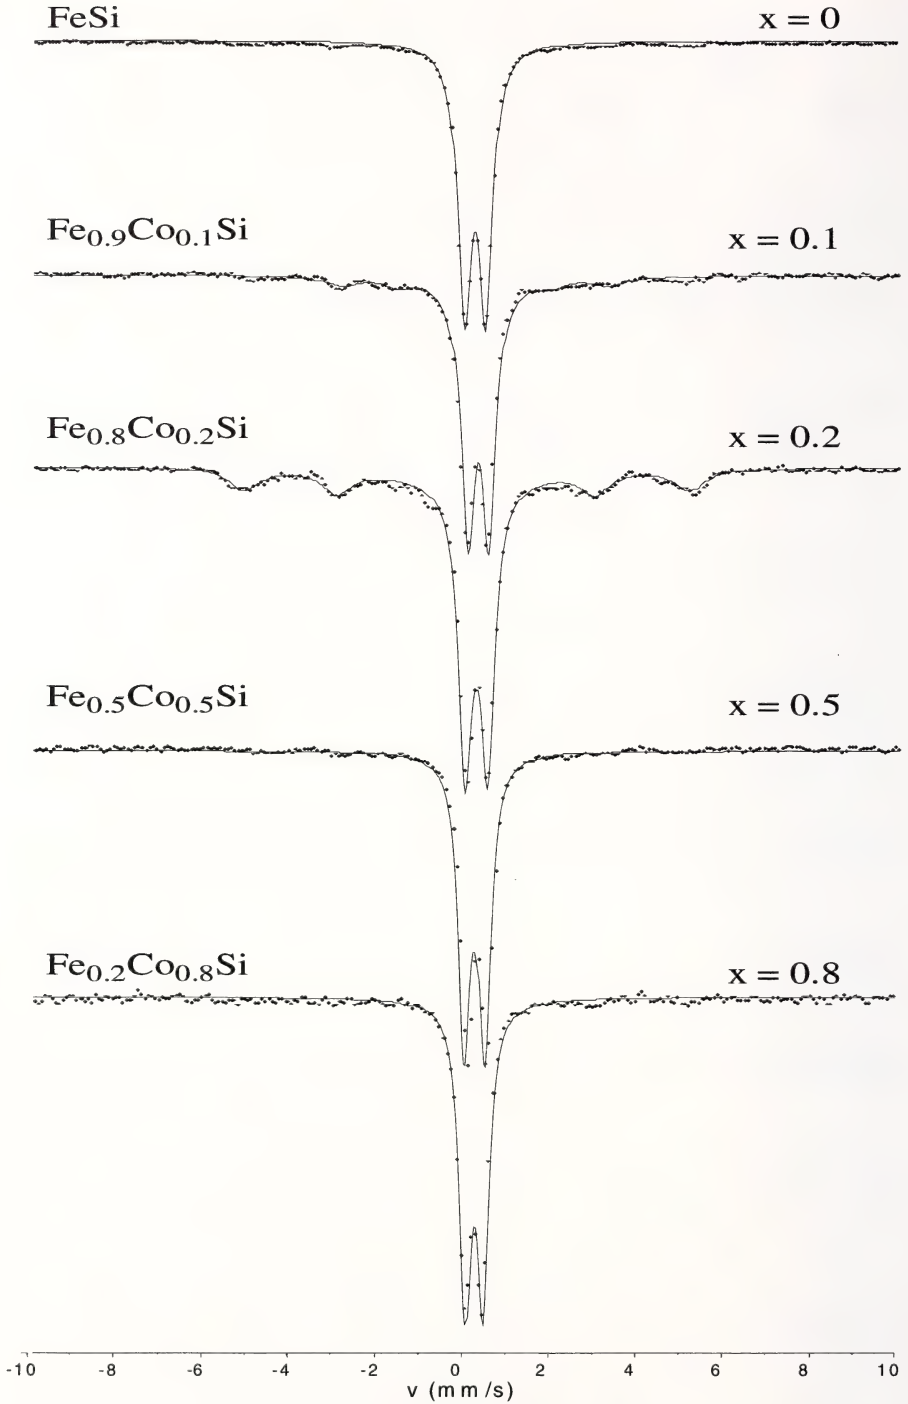 FeSi x = 0
Fe0.9Co0.1Si x = 0.1
Fe0.8Co0.2Si x = 0.2
Fe0.5Co0.5Si x = 0.5
Fe0.2Co0.8Si x = 0.8
-10 -8 -6 -4 -2 0 2 4 6 8 10
v (mm/s)